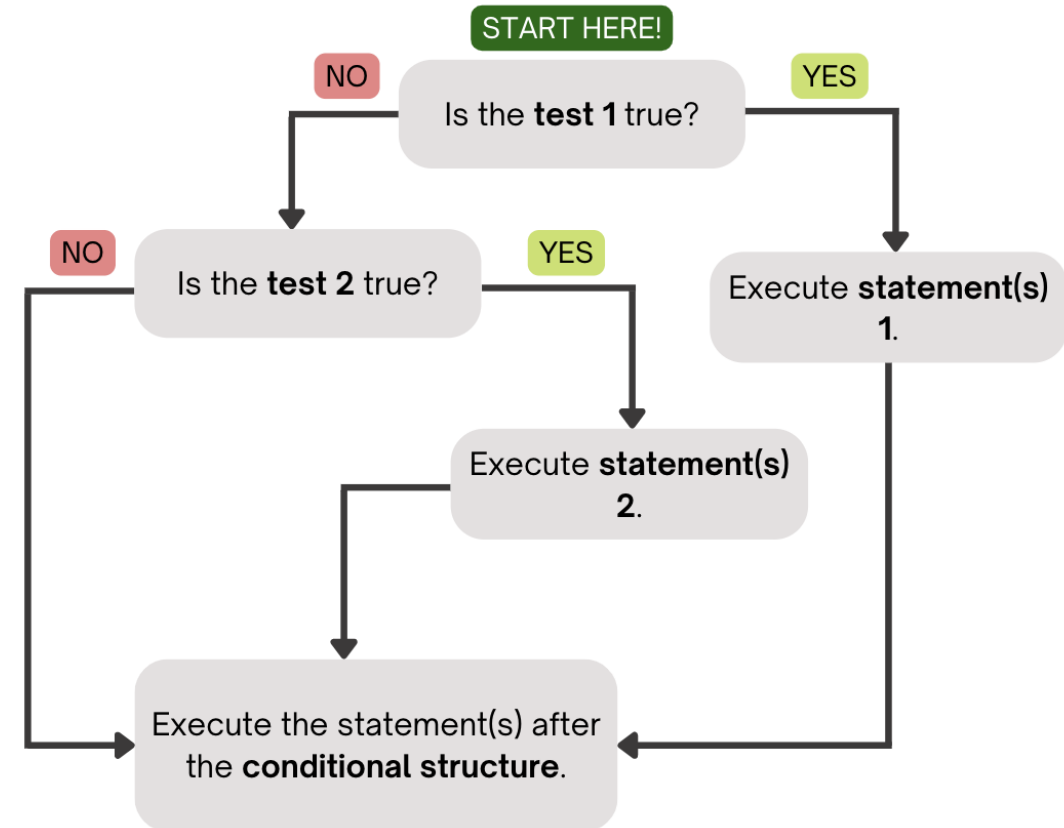 START HERE!
NO
Is the test 1 true?
YES
NO
Is the test 2 true?
YES
Execute statement(s)
1.
Execute statement(s)
2.
Execute the statement(s) after
the conditional structure.